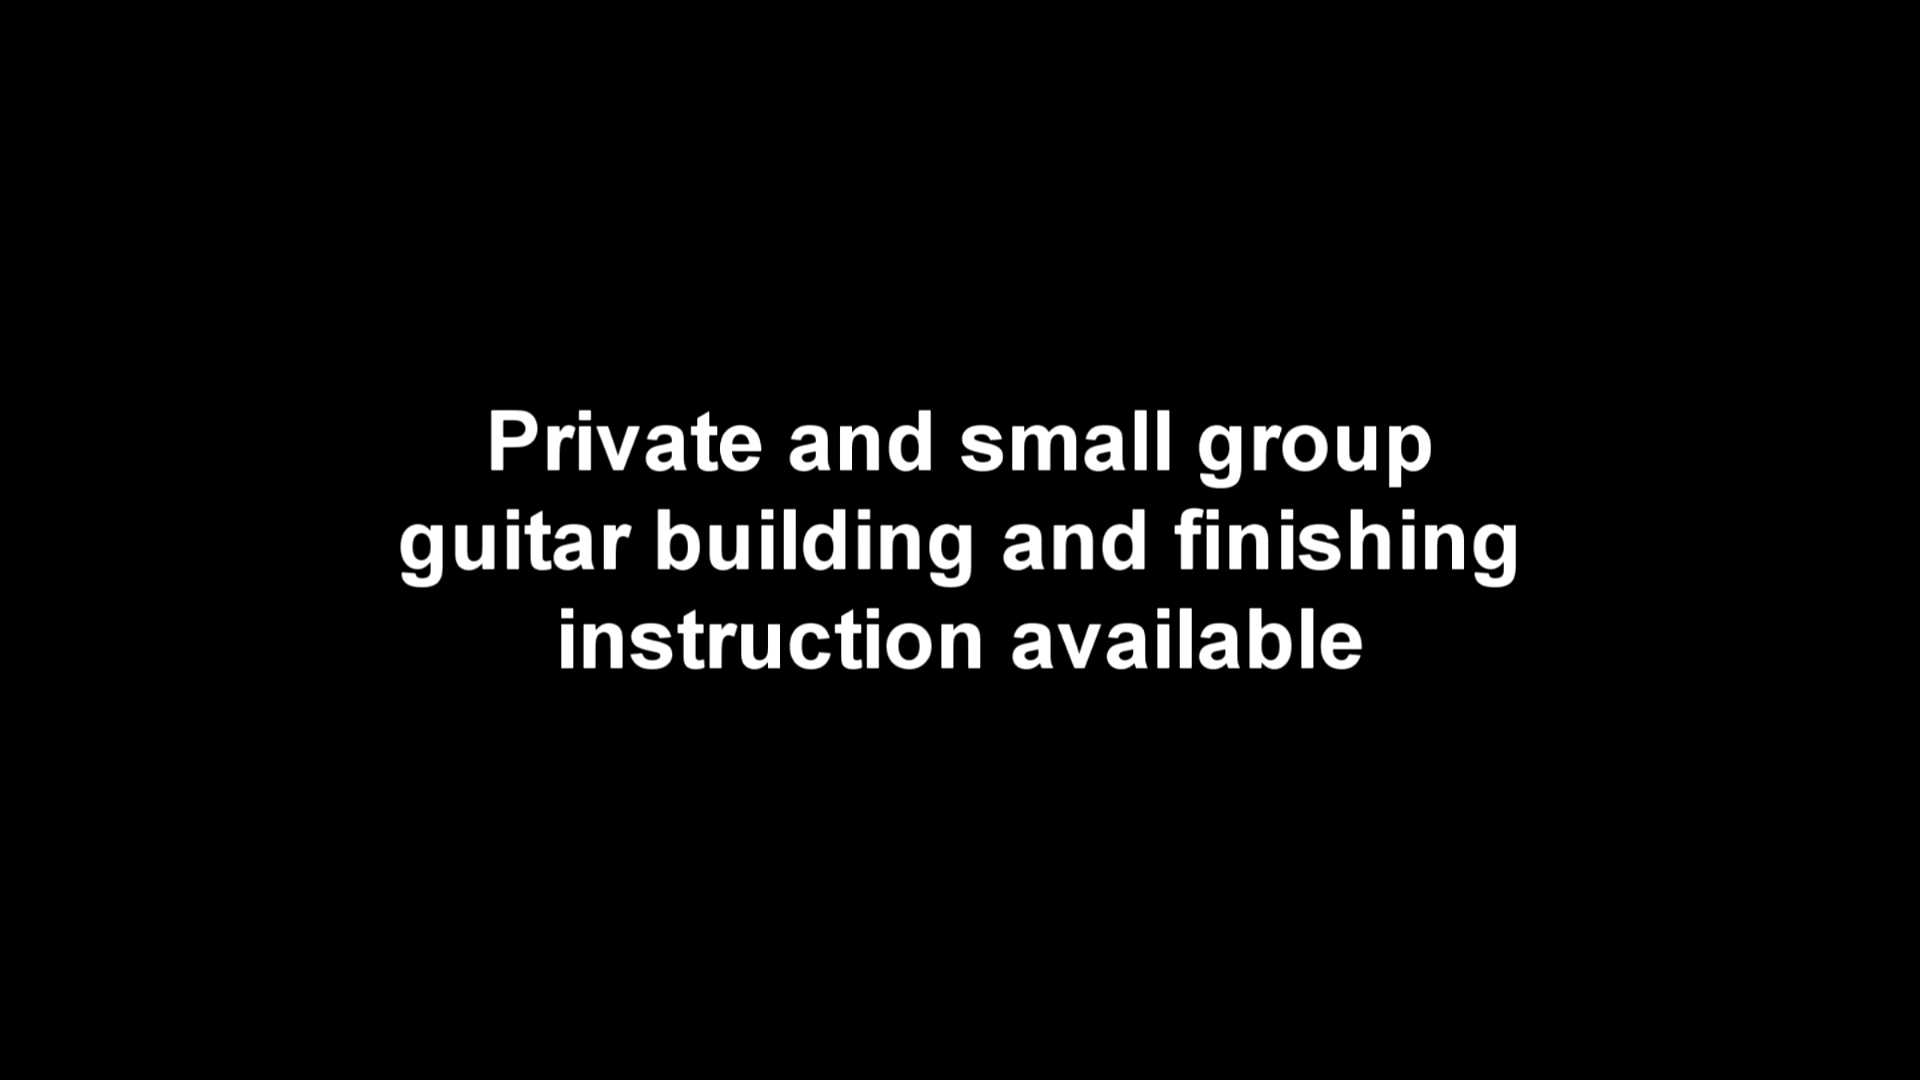 Private and small group
guitar building and finishing
instruction available